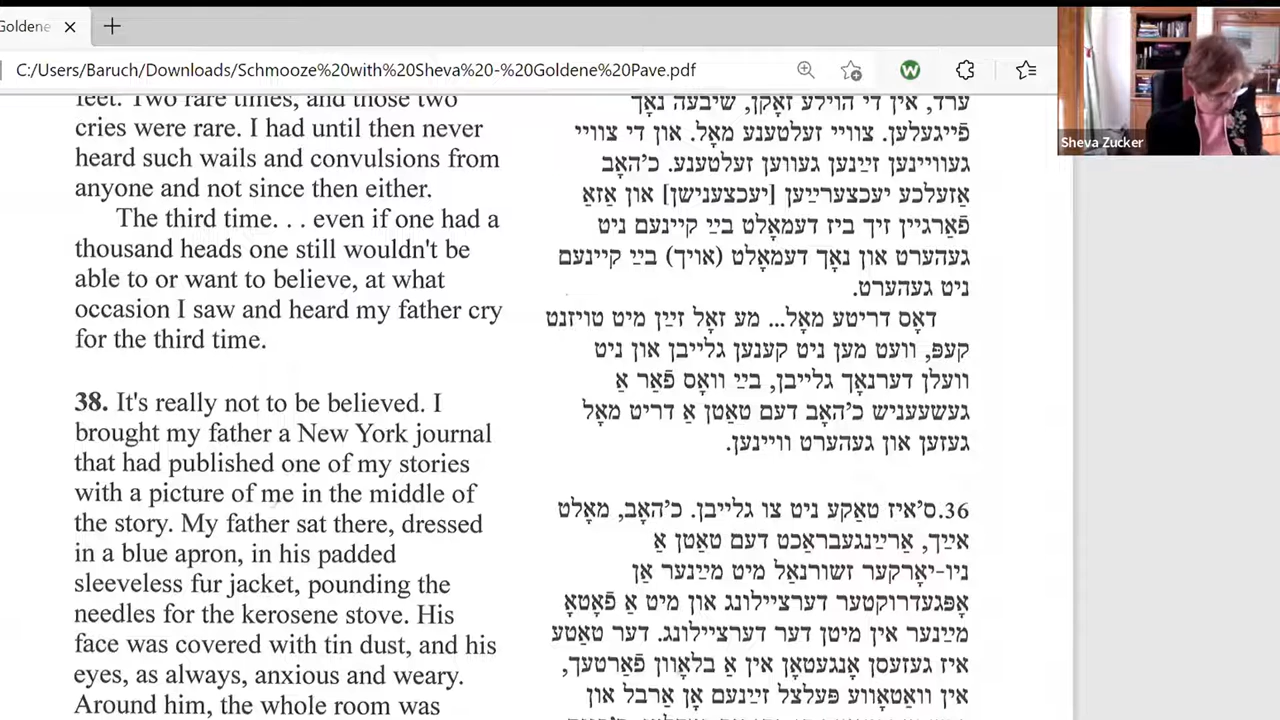 Goldene
C:/Users/Baruch/Downloads/Schmooze%20with%20Sheva%20-%20Goldene%20Pave.pdf
Sheva Zucker
feet. Two rare times, and those two
cries were rare. I had until then never
heard such wails and convulsions from
anyone and not since then either.
The third time. . . even if one had a
thousand heads one still wouldn't be
able to or want to believe, at what
occasion I saw and heard my father cry
for the third time.
38. It's really not to be believed. I
brought my father a New York journal
that had published one of my stories
with a picture of me in the middle of
the story. My father sat there, dressed
in a blue apron, in his padded
sleeveless fur jacket, pounding the
needles for the kerosene stove. His
face was covered with tin dust, and his
eyes, as always, anxious and weary.
Around him, the whole room was
ערד, אין די הוילע זאָקן, שיבעה נאָך
פֿייגעלען. צוויי זעלטענע מאָל. און די צוויי
געוויינען זײַנען געווען זעלטענע. כ'האָב
אַזעלכע יעכצערײַען [יעכצענישן] און אַזאַ
פֿאַרגיין זיך ביז דעמאָלט בײַ קיינעם ניט
געהערט און נאָך דעמאָלט (אויך) בײַ קיינעם
ניט געהערט.
דאָס דריטע מאָל... מע זאָל זײַן מיט טויזנט
קעפּ, וועט מען ניט קענען גלייבן און ניט
וועלן דערנאָך גלייבן, בײַ וואָס פֿאַר אַ
געשעעניש כ'האָב דעם טאַטן אַ דריט מאָל
געזען און געהערט וויינען.
36.ס'איז טאַקע ניט צו גלייבן. כ'האָב, מאָלט
אײַך, אַרײַנגעבראַכט דעם טאַטן אַ
ניו-יאָרקער זשורנאַל מיט מײַנער אַן
אָפּגעדרוקטער דערציילונג און מיט אַ פֿאָטאָ
מײַנער אין מיטן דער דערציילונג. דער טאַטע
איז געזעסן אָנגעטאָן אין אַ בלאָוון פֿאַרטעך,
אין וואַטאָווע פּעלצל זײַנעם אָן אַרבל און